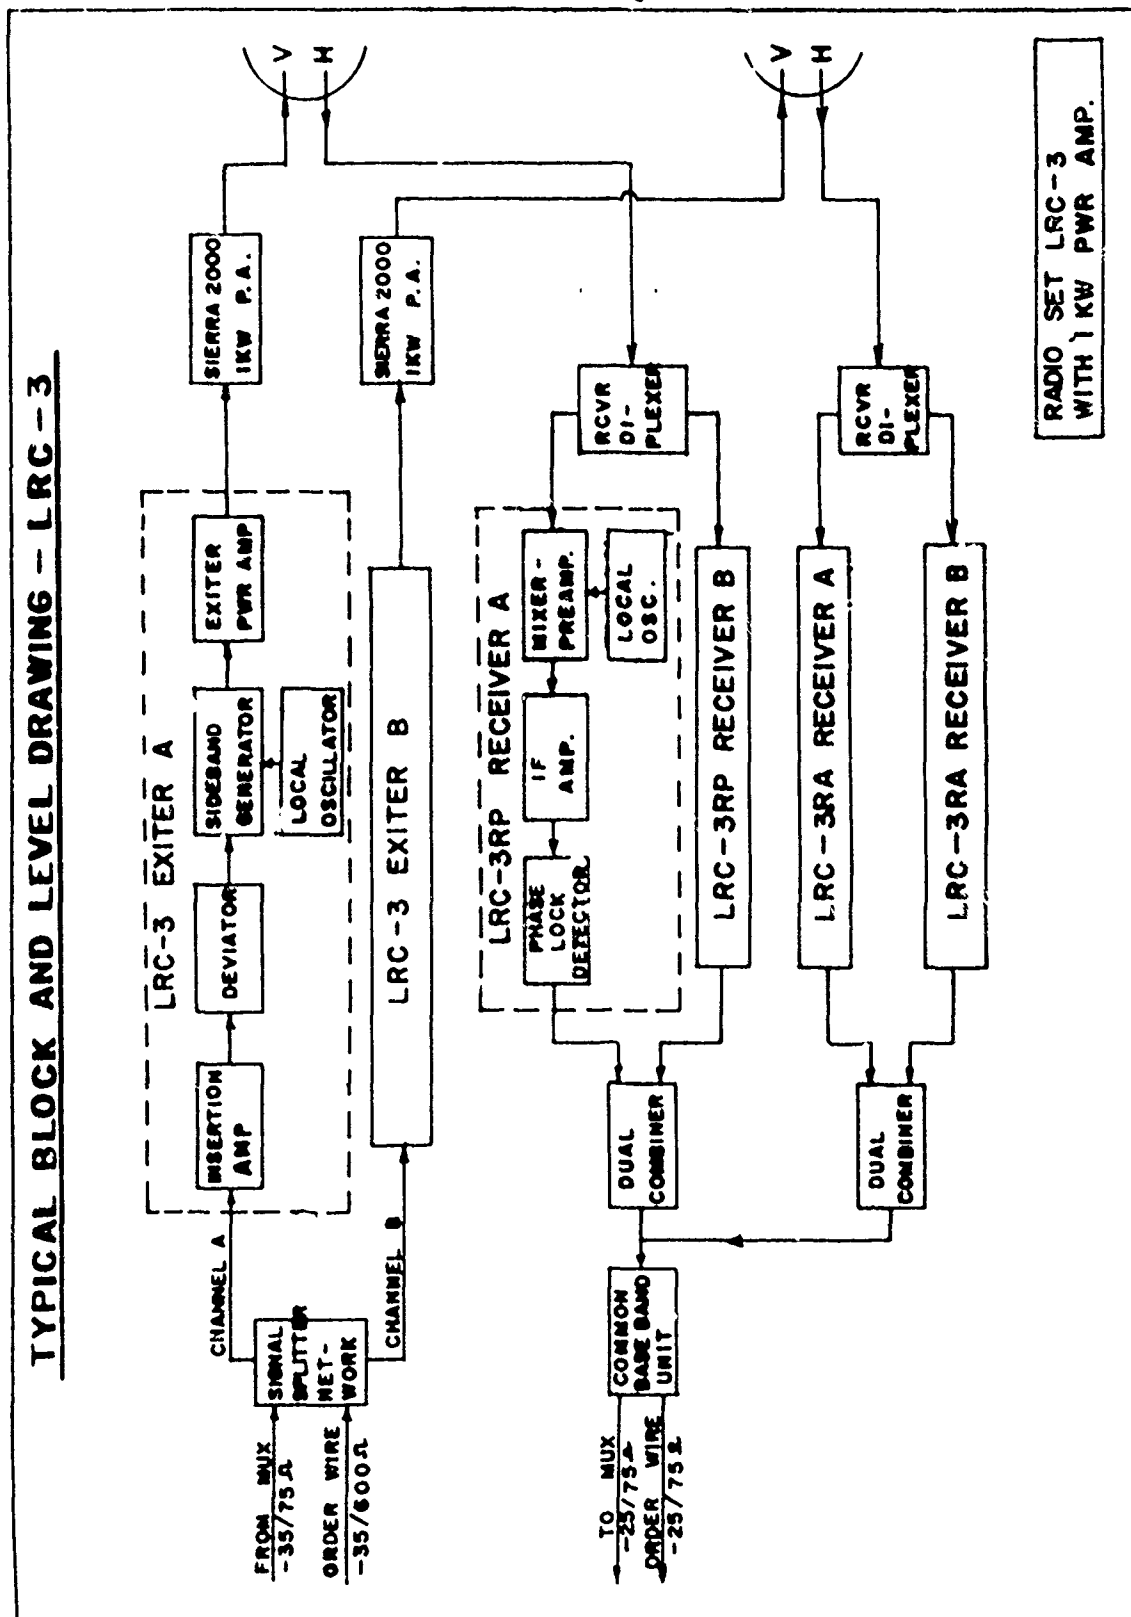 TYPICAL BLOCK AND LEVEL DRAWING - LRC-3
FROM MUX
-35/75Ω
ORDER WIRE
-35/600Ω
SIGNAL
SPLITTER
NET-
WORK
CHANNEL A
CHANNEL B
LRC-3 EXITER A
INSERTION
AMP
DEVIATOR
SIDEBAND
GENERATOR
LOCAL
OSCILLATOR
EXITER
PWR AMP
SIERRA 2000
1KW P.A.
V
H
LRC-3 EXITER B
SIERRA 2000
1KW P.A.
V
H
TO MUX
-25/75Ω
ORDER WIRE
-25/75Ω
COMMON
BASE BAND
UNIT
DUAL
COMBINER
LRC-3RP RECEIVER A
PHASE
LOCK
DETECTOR
IF
AMP.
MIXER-
PREAMP.
LOCAL
OSC.
RCVR
DI-
PLEXER
LRC-3RP RECEIVER B
DUAL
COMBINER
LRC-3RA RECEIVER A
LRC-3RA RECEIVER B
RCVR
DI-
PLEXER
RADIO SET LRC-3
WITH 1 KW PWR AMP.